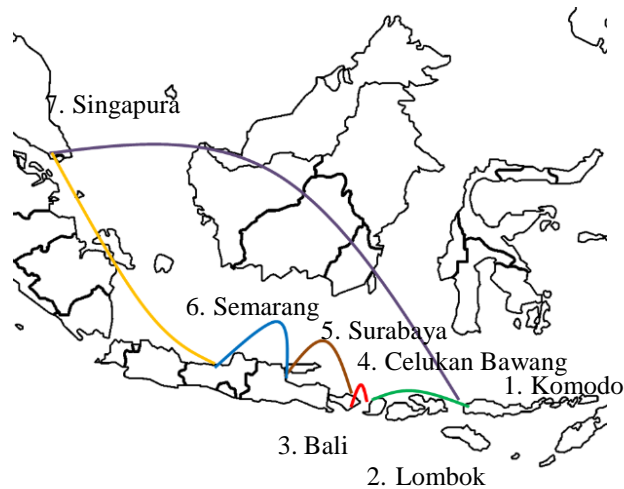 7. Singapura
6. Semarang
5. Surabaya
4. Celukan Bawang
1. Komodo
3. Bali
2. Lombok